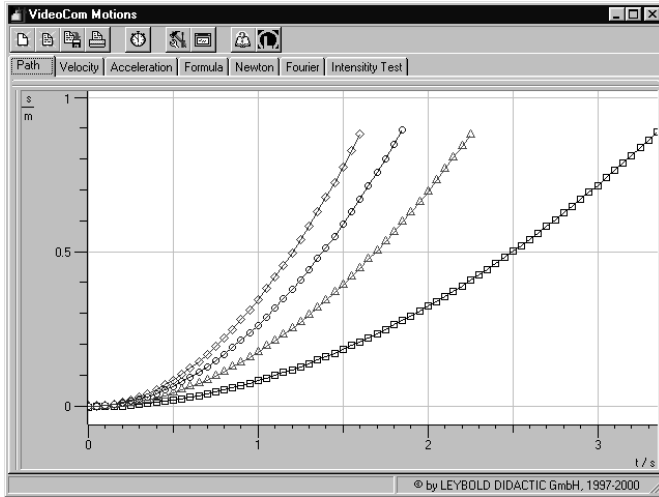 VideoCom Motions
Path Velocity Acceleration Formula Newton Fourier Intensitity Test
s
m
1
0.5
0
0 1 2 3
t / s
© by LEYBOLD DIDACTIC GmbH, 1997-2000